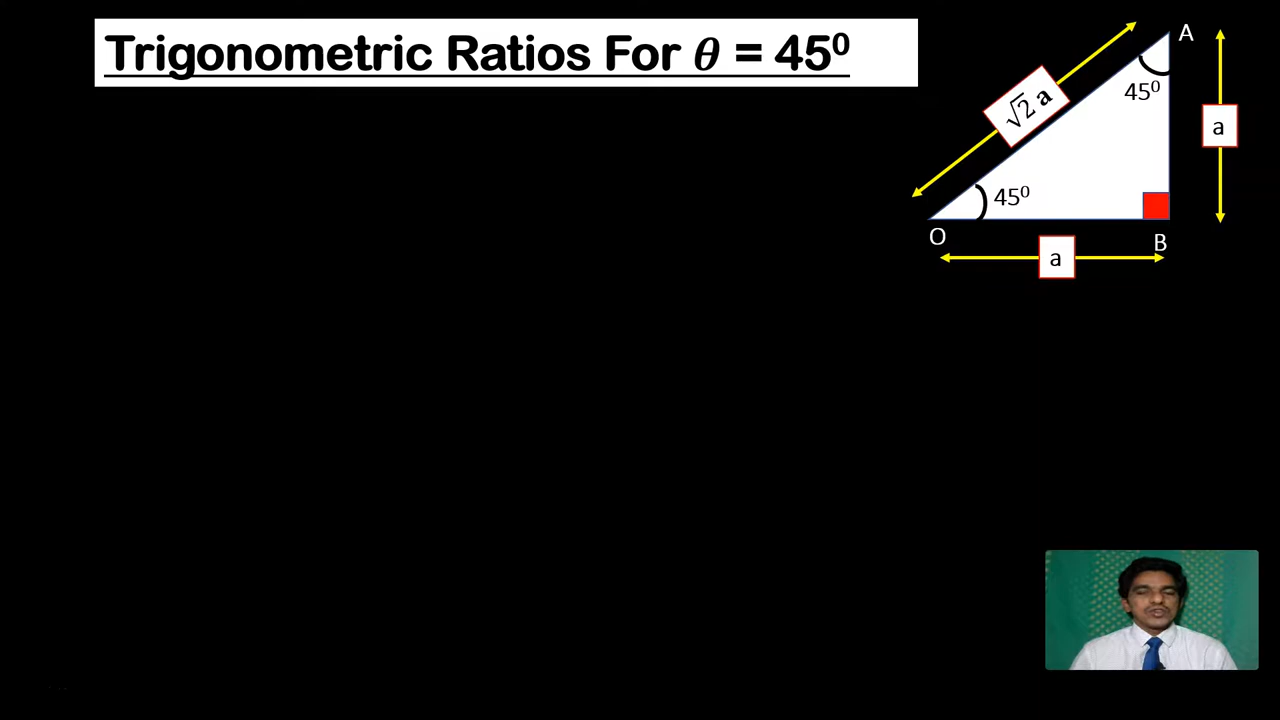 Trigonometric Ratios For θ = 45⁰
A
45⁰
√2 a
a
45⁰
O
B
a